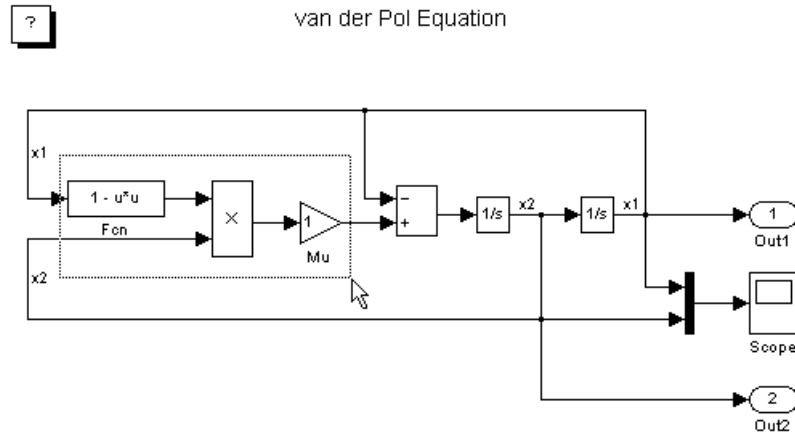 ?
van der Pol Equation
x1
1 - u*u
Fcn
×
1
Mu
−
+
1/s
x2
1/s
x1
1
Out1
x2
Scope
2
Out2